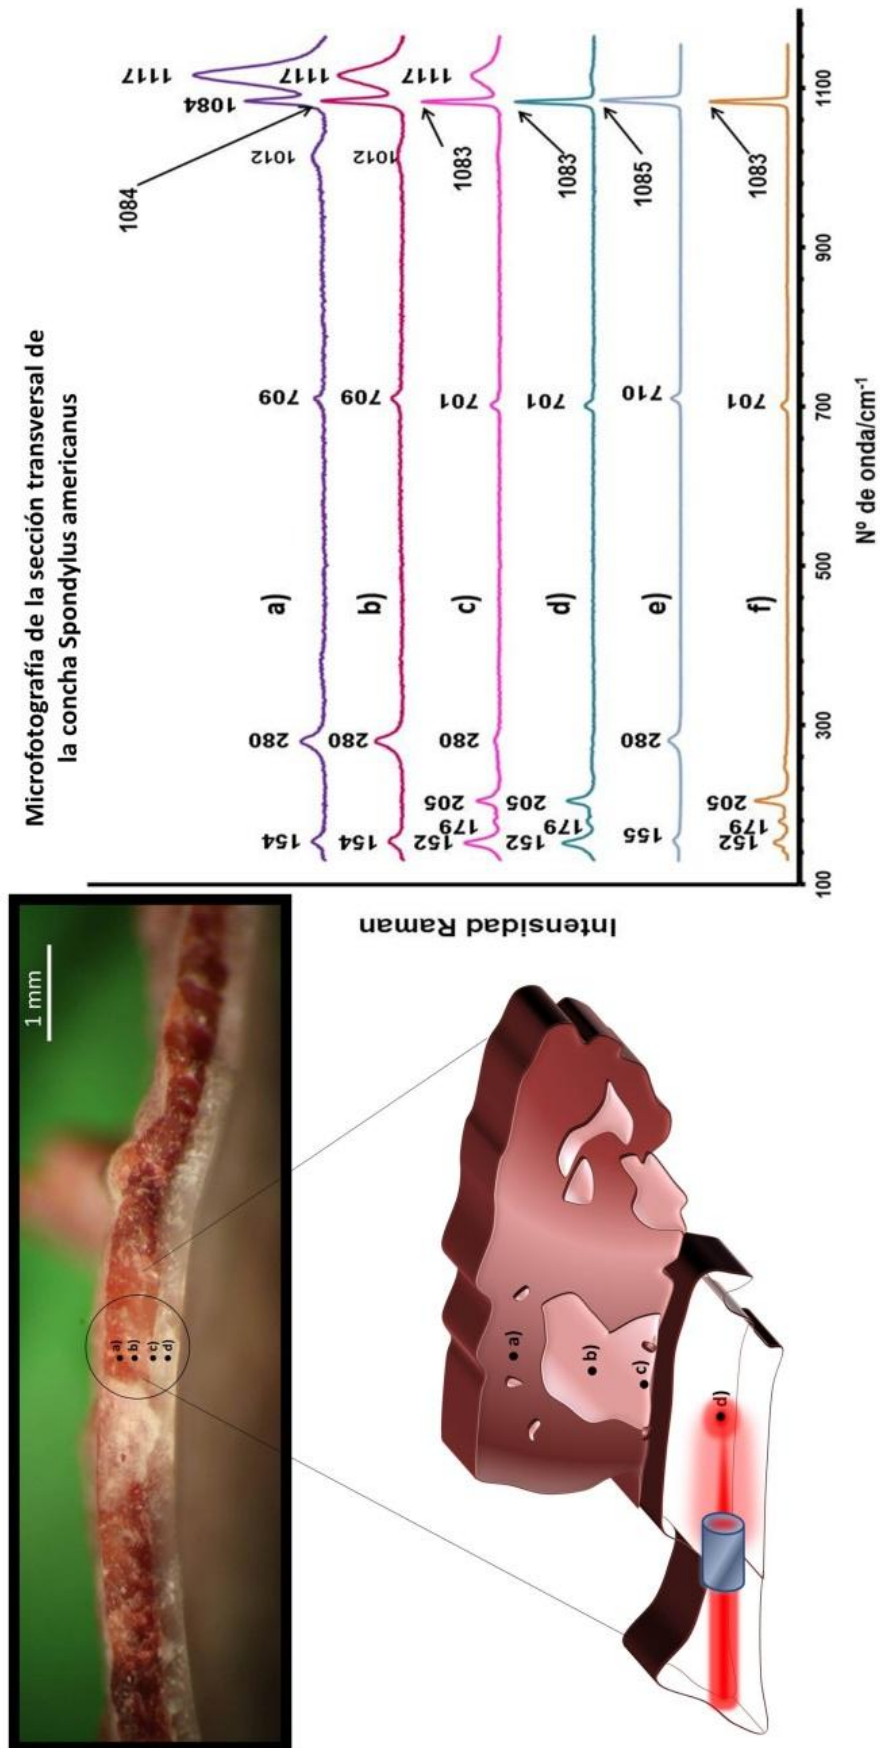 Microfotografía de la sección transversal de
la concha Spondylus americanus
1 mm
a)
b)
c)
d)
a)
b)
c)
d)
Intensidad Raman
154
280
a)
709
1012
1084
1117
154
280
b)
709
1012
1084
1117
152
179
205
280
c)
701
1083
1117
152
179
205
d)
701
1083
155
280
e)
710
1085
152
179
205
f)
701
1083
100
300
500
700
900
1100
Nº de onda/cm⁻¹